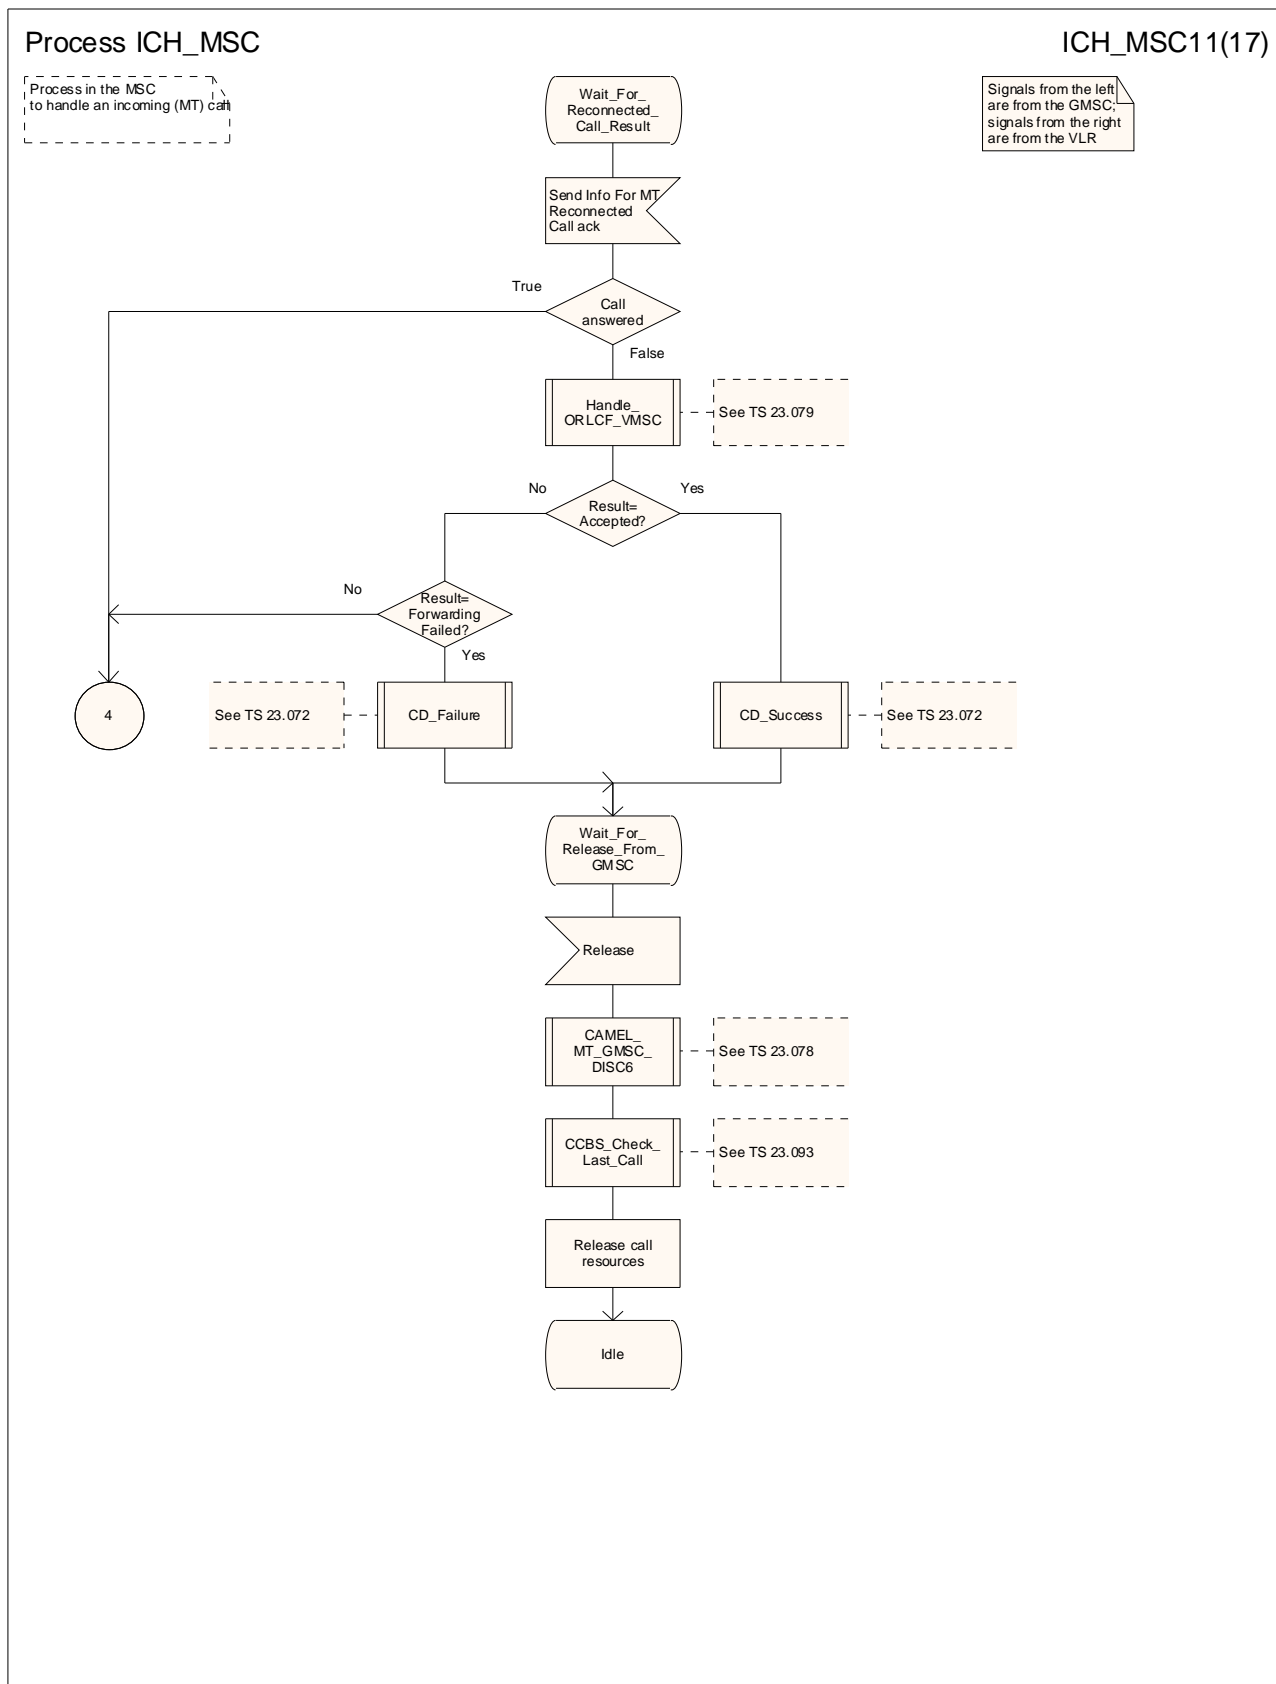 Process ICH_MSC
ICH_MSC11(17)
Process in the MSC
to handle an incoming (MT) call
Signals from the left
are from the GMSC;
signals from the right
are from the VLR
Wait_For_
Reconnected_
Call_Result
Send Info For MT
Reconnected
Call ack
True
Call
answered
False
Handle_
ORLCF_VMSC
See TS 23.079
No
Yes
Result=
Accepted?
No
Result=
Forwarding
Failed?
Yes
4
See TS 23.072
CD_Failure
CD_Success
See TS 23.072
Wait_For_
Release_From_
GMSC
Release
CAMEL_
MT_GMSC_
DISC6
See TS 23.078
CCBS_Check_
Last_Call
See TS 23.093
Release call
resources
Idle